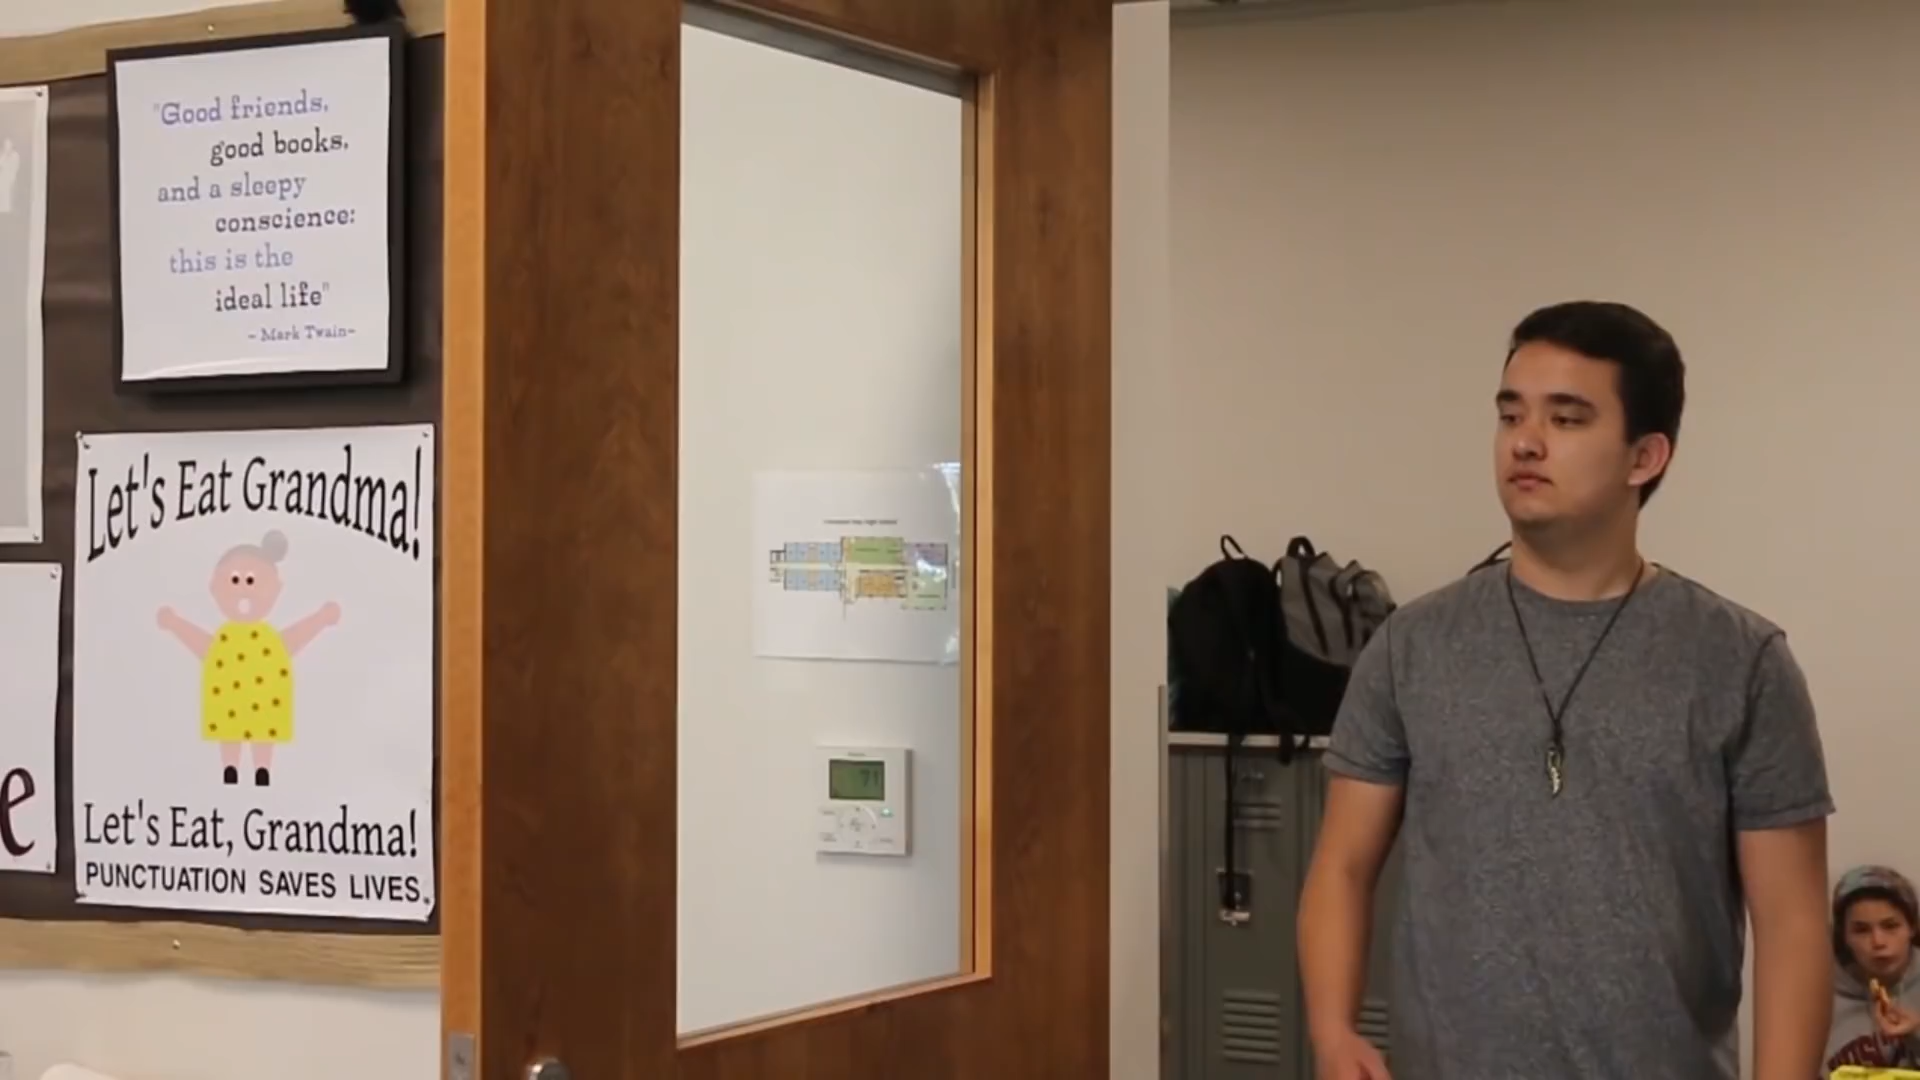 "Good friends,
good books,
and a sleepy
conscience:
this is the
ideal life"
~ Mark Twain~
Let's Eat Grandma!
Let's Eat, Grandma!
PUNCTUATION SAVES LIVES.
e
71